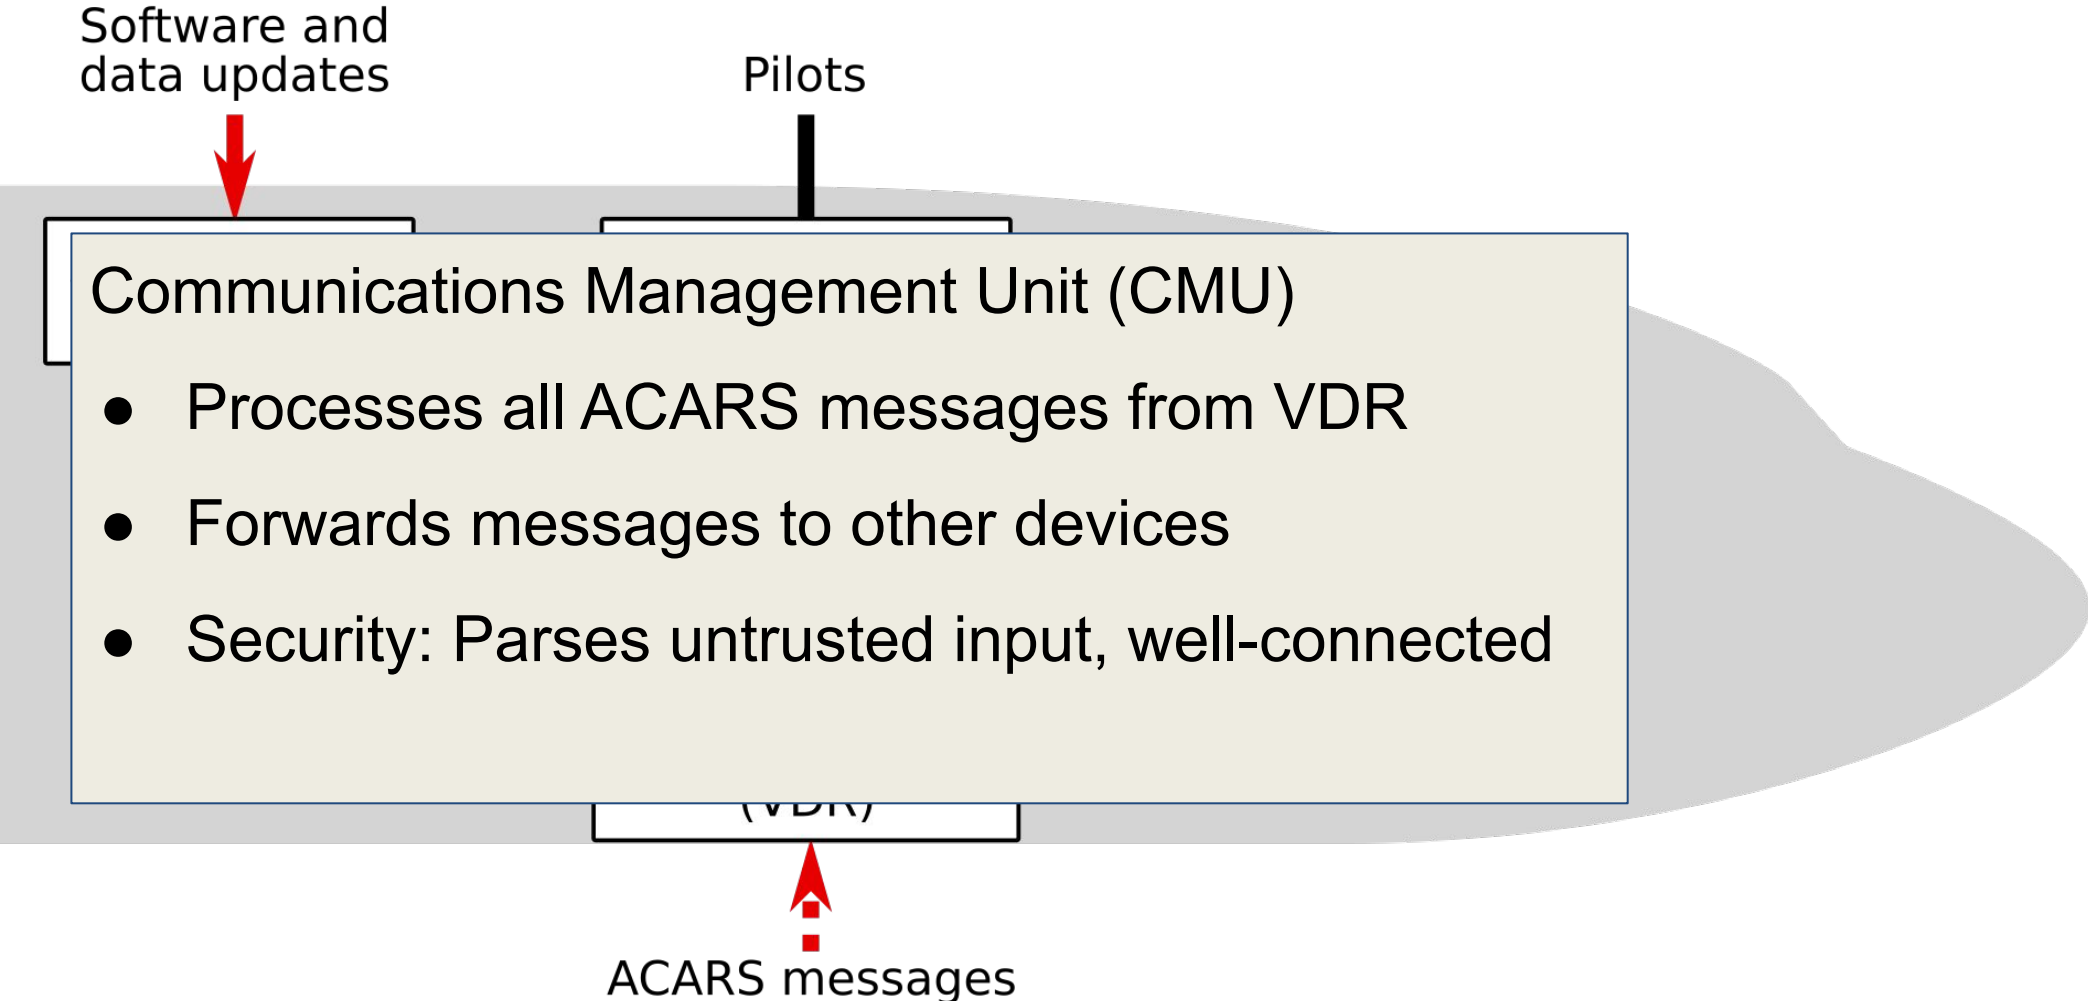 Software and
data updates
Pilots
Communications Management Unit (CMU)
● Processes all ACARS messages from VDR
● Forwards messages to other devices
● Security: Parses untrusted input, well-connected
(VDR)
ACARS messages